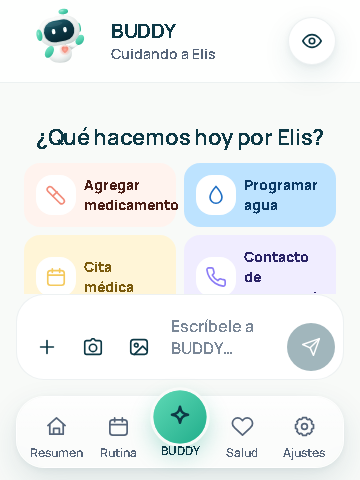 BUDDY
Cuidando a Elis
¿Qué hacemos hoy por Elis?
Agregar
medicamento
Programar
agua
Cita
médica
Contacto
de
Escríbele a
BUDDY...
Resumen
Rutina
BUDDY
Salud
Ajustes